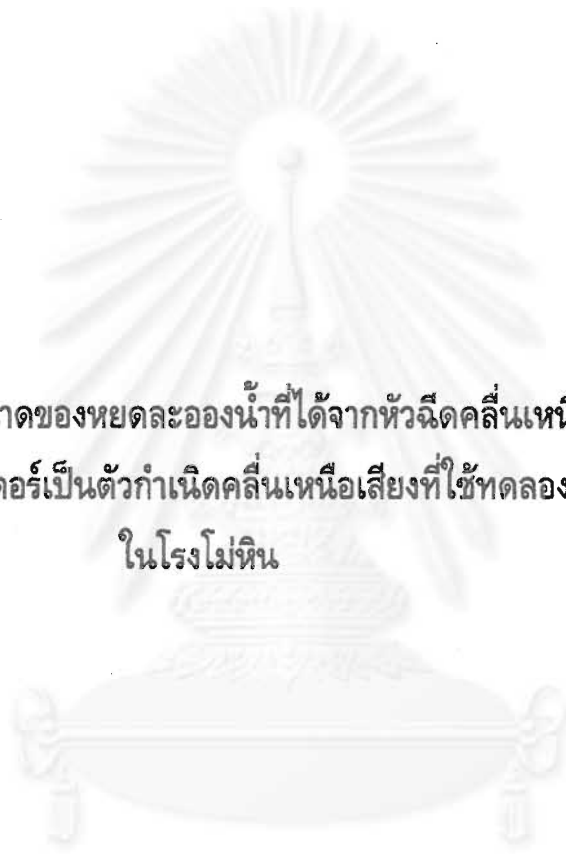 าดของหยดละอองน้ำที่ได้จากหัวฉีดคลื่นเหนื
อร์เป็นตัวกำเนิดคลื่นเหนือเสียงที่ใช้ทดลอง
ในโรงโม่หิน